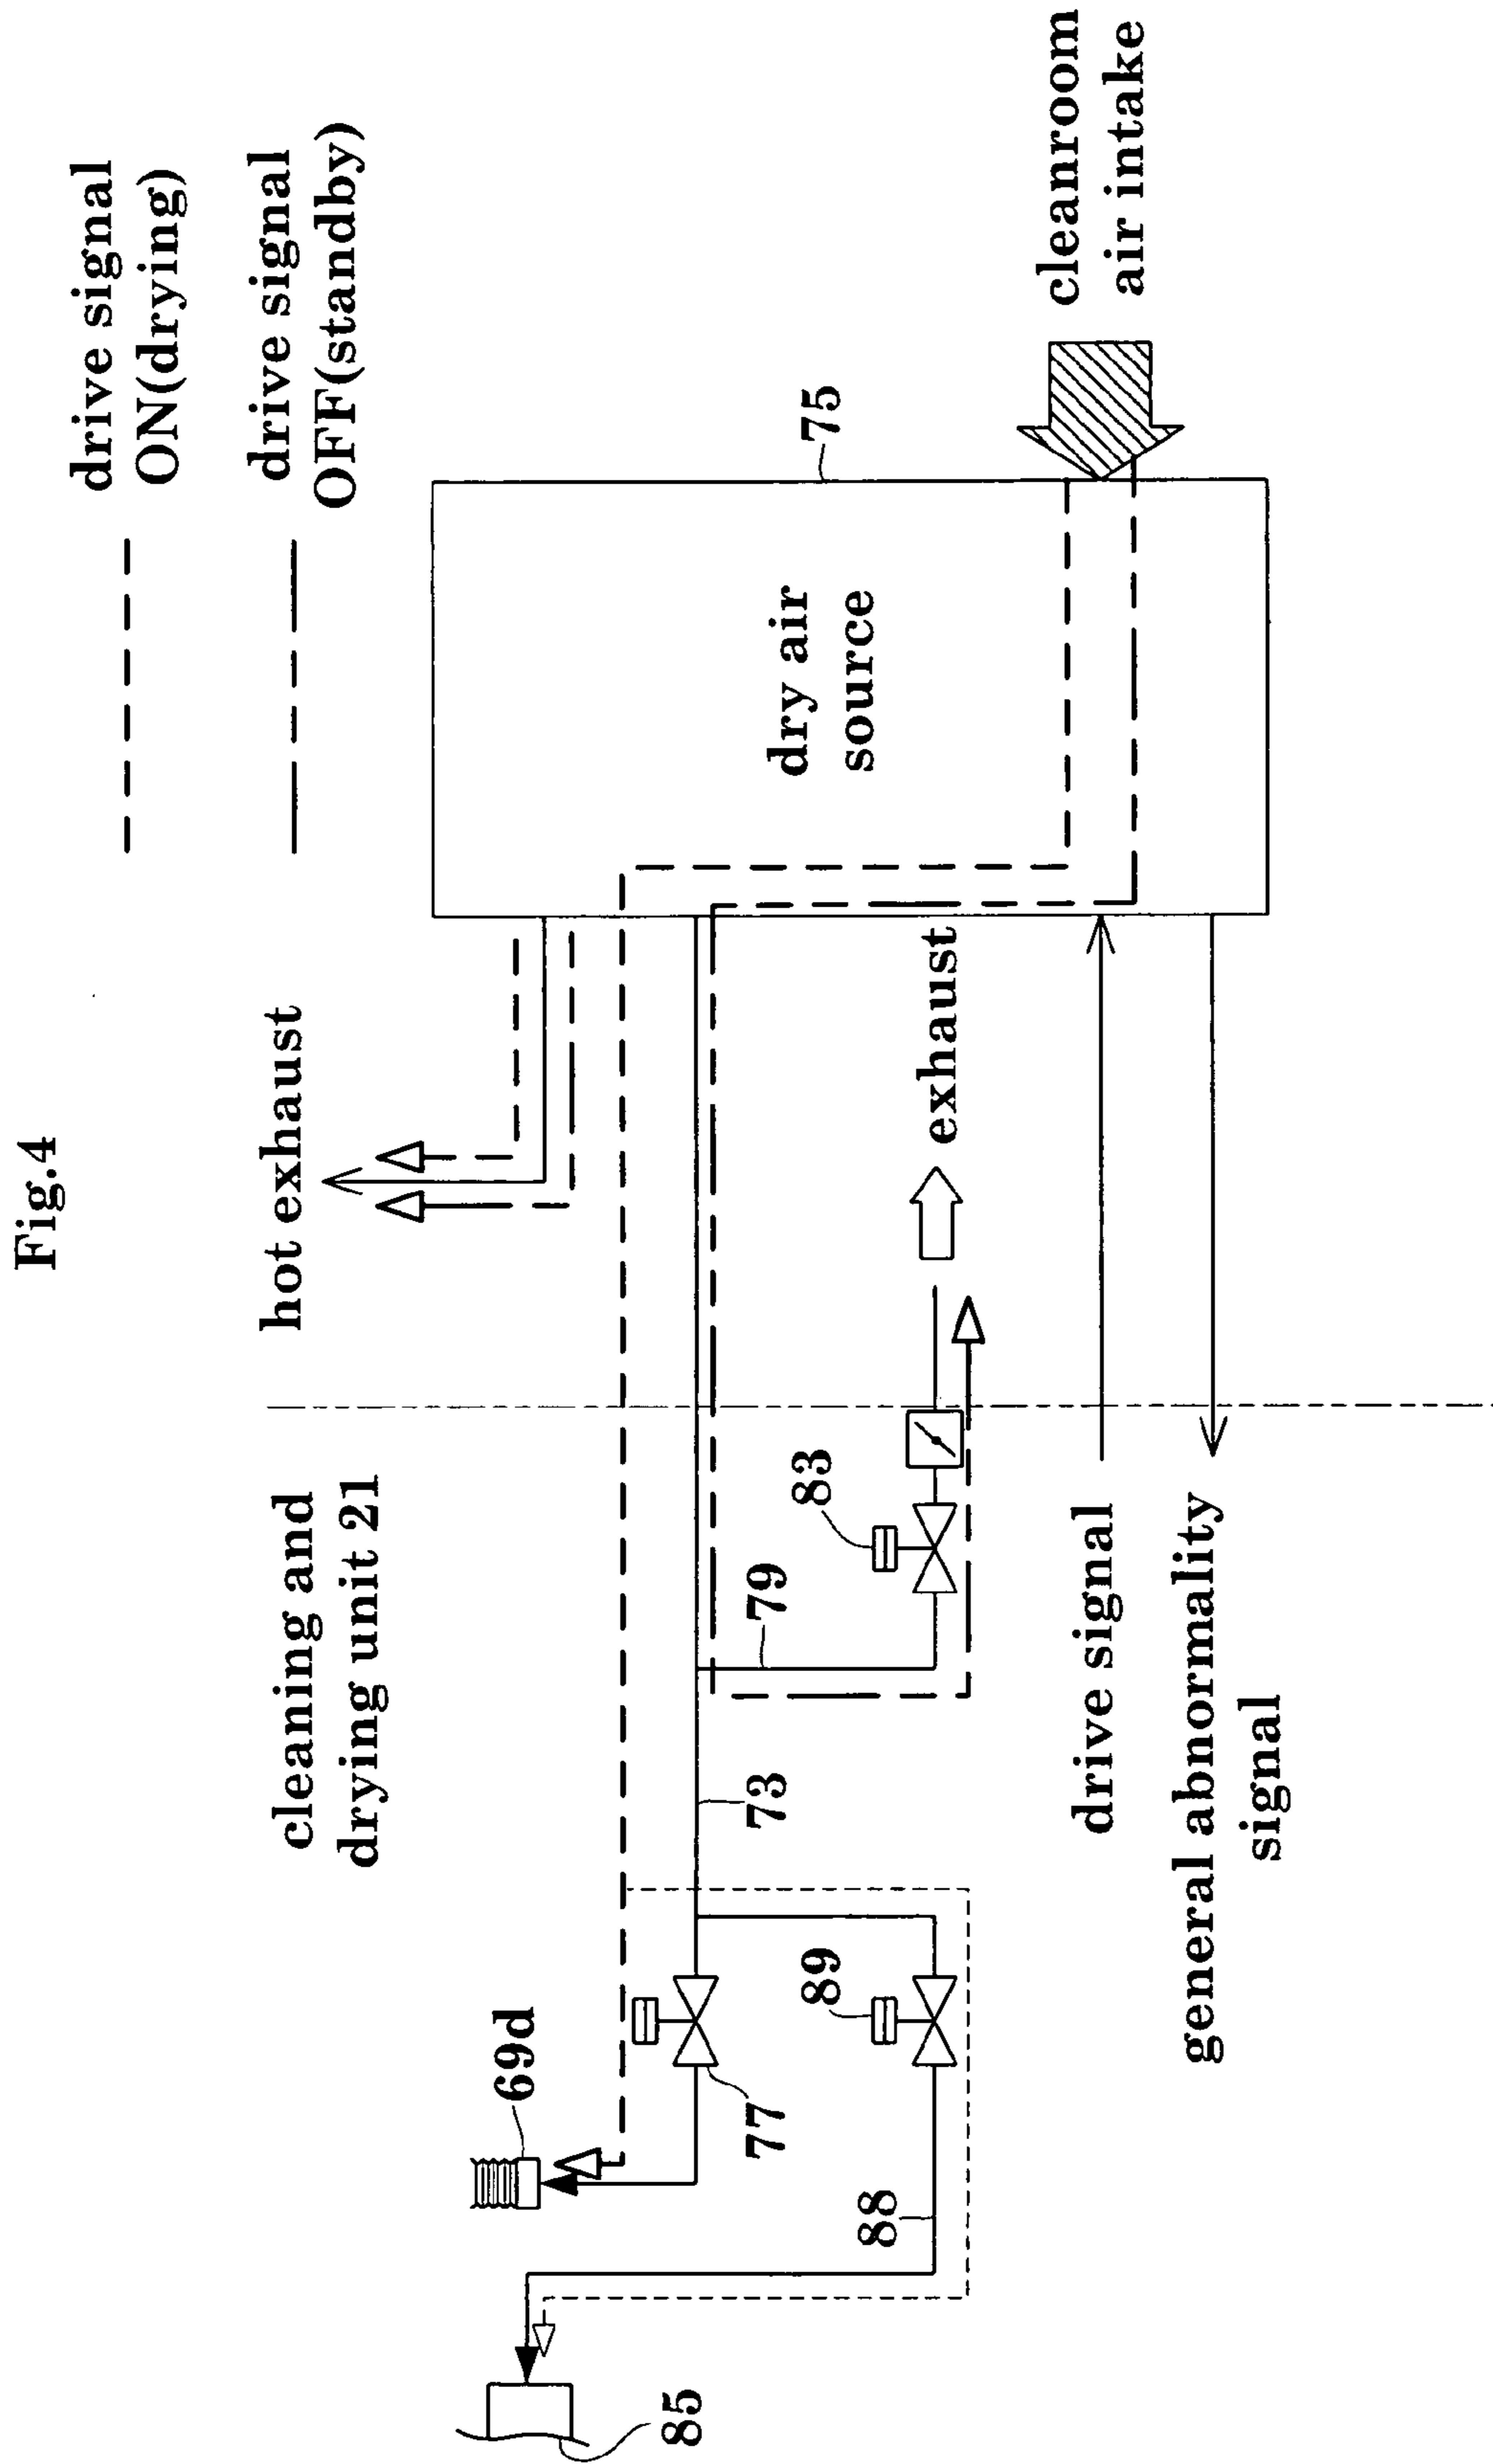 Fig.4
drive signal
ON(drying)
drive signal
OFF(standby)
hot exhaust
cleaning and
drying unit 21
69d
85
77
73
79
83
89
88
exhaust
75
dry air
source
cleanroom
air intake
drive signal
general abnormality
signal